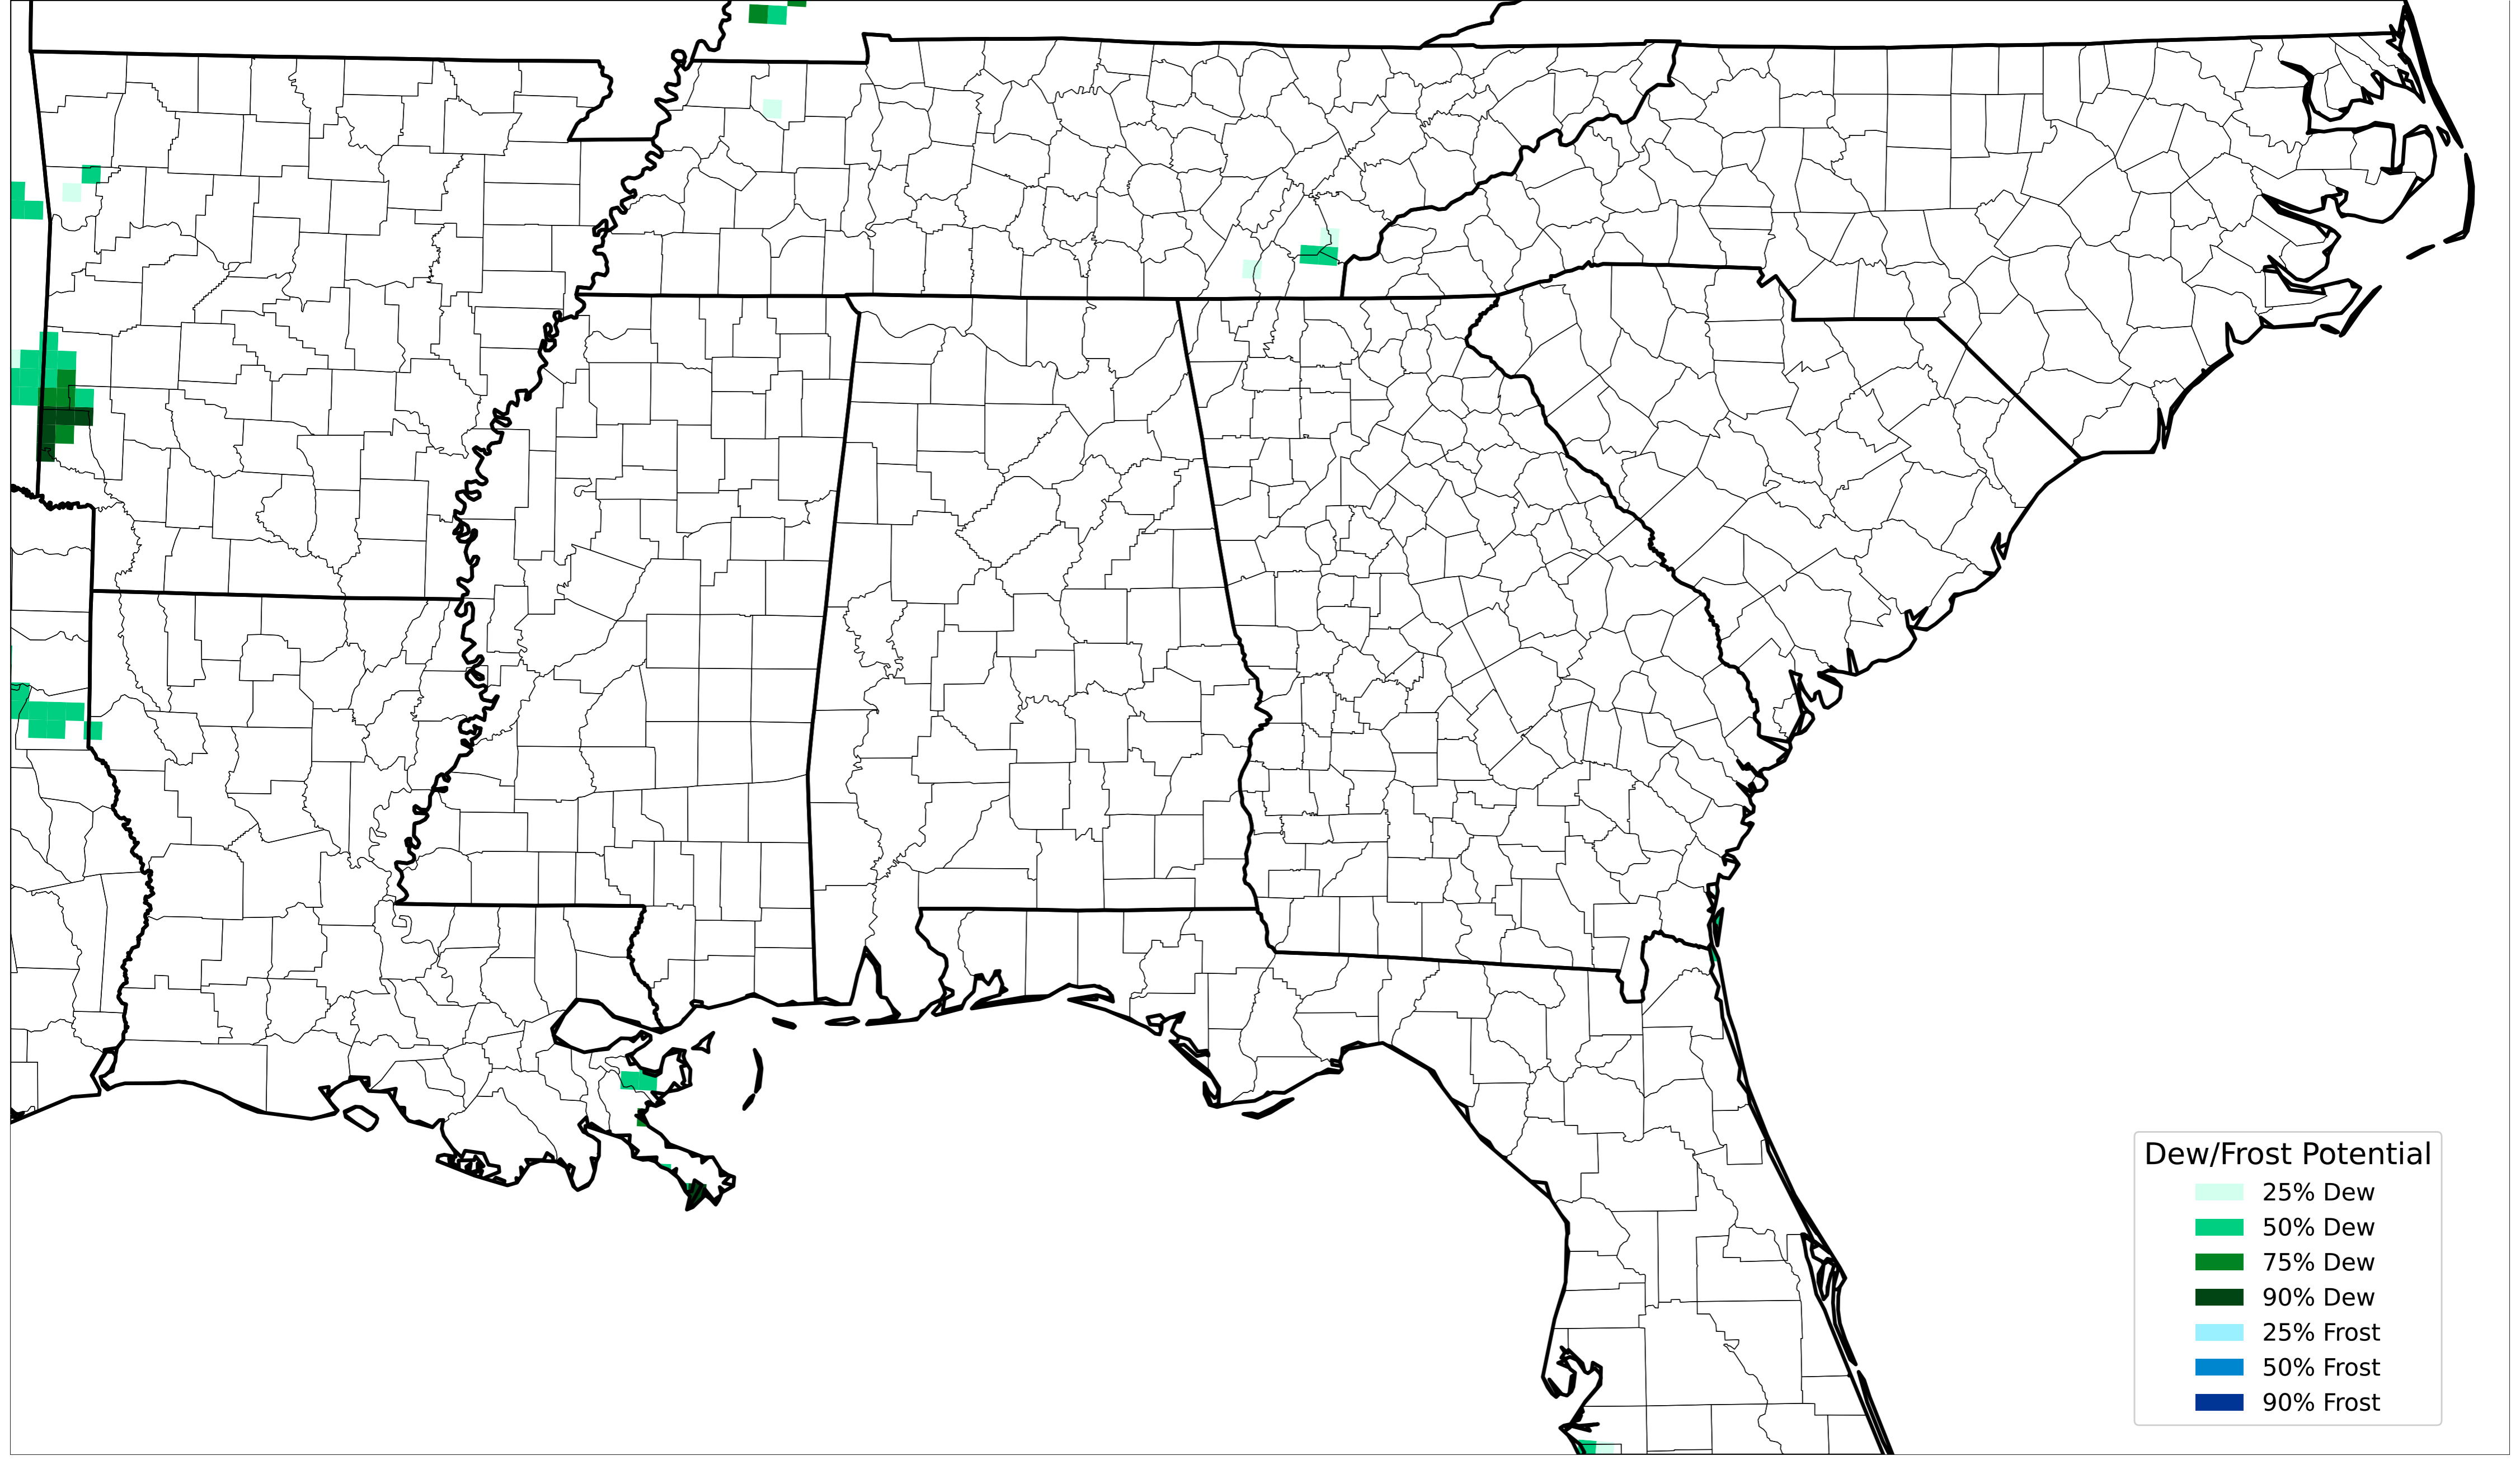 Dew/Frost Potential
25% Dew
50% Dew
75% Dew
90% Dew
25% Frost
50% Frost
90% Frost